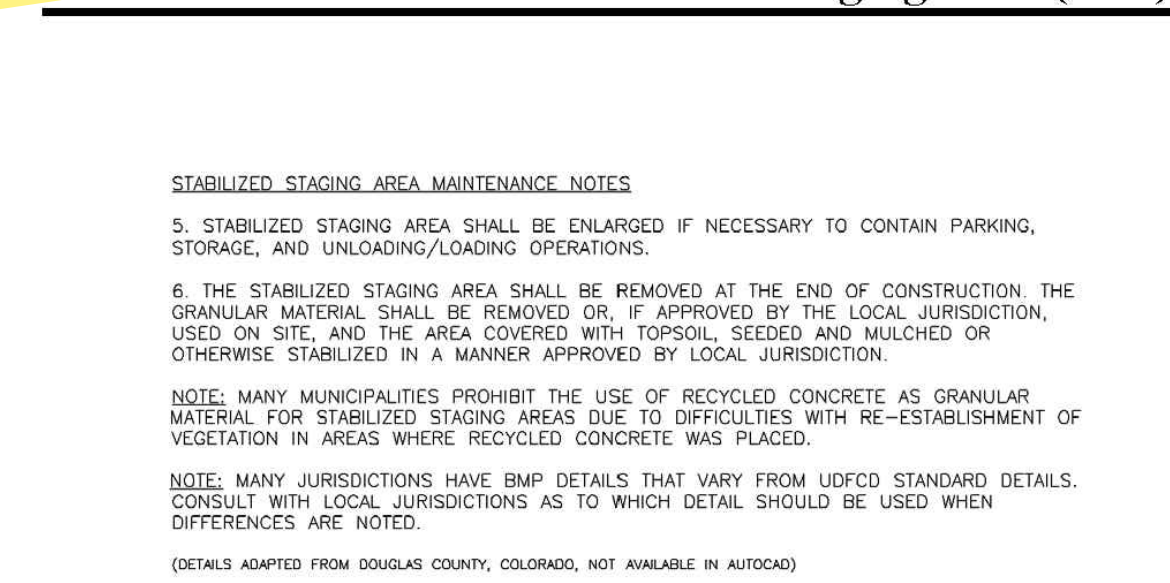 STABILIZED STAGING AREA MAINTENANCE NOTES
5. STABILIZED STAGING AREA SHALL BE ENLARGED IF NECESSARY TO CONTAIN PARKING,
STORAGE, AND UNLOADING/LOADING OPERATIONS.
6. THE STABILIZED STAGING AREA SHALL BE REMOVED AT THE END OF CONSTRUCTION. THE
GRANULAR MATERIAL SHALL BE REMOVED OR, IF APPROVED BY THE LOCAL JURISDICTION,
USED ON SITE, AND THE AREA COVERED WITH TOPSOIL, SEEDED AND MULCHED OR
OTHERWISE STABILIZED IN A MANNER APPROVED BY LOCAL JURISDICTION.
NOTE: MANY MUNICIPALITIES PROHIBIT THE USE OF RECYCLED CONCRETE AS GRANULAR
MATERIAL FOR STABILIZED STAGING AREAS DUE TO DIFFICULTIES WITH RE-ESTABLISHMENT OF
VEGETATION IN AREAS WHERE RECYCLED CONCRETE WAS PLACED.
NOTE: MANY JURISDICTIONS HAVE BMP DETAILS THAT VARY FROM UDFCD STANDARD DETAILS.
CONSULT WITH LOCAL JURISDICTIONS AS TO WHICH DETAIL SHOULD BE USED WHEN
DIFFERENCES ARE NOTED.
(DETAILS ADAPTED FROM DOUGLAS COUNTY, COLORADO, NOT AVAILABLE IN AUTOCAD)